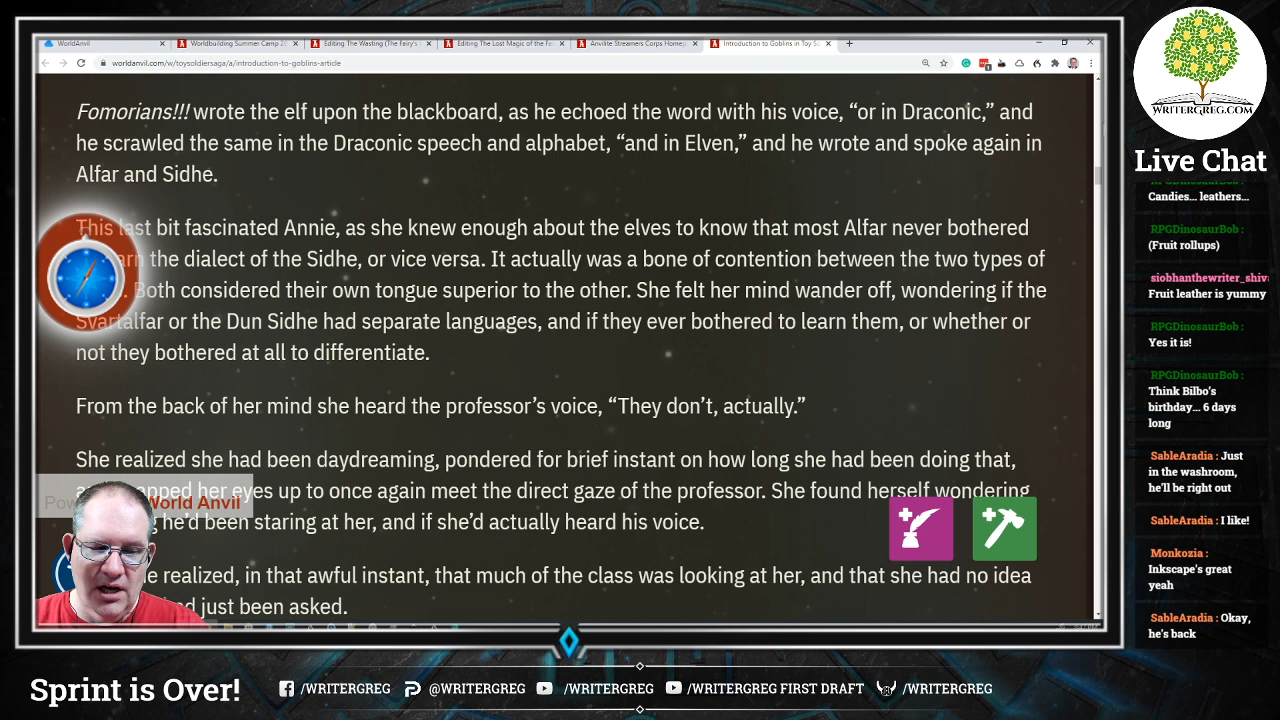 WorldAnvil
Worldbuilding Summer Camp
Editing The Wasting (The Fairy's
Editing The Lost Magic of the Fa
Anvilite Streamers Corps Home
Introduction to Goblins in Toy So
worldanvil.com/w/toysoldiersaga/a/introduction-to-goblins-article
Fomorians!!! wrote the elf upon the blackboard, as he echoed the word with his voice, “or in Draconic,” and
he scrawled the same in the Draconic speech and alphabet, “and in Elven,” and he wrote and spoke again in
Alfar and Sidhe.
This last bit fascinated Annie, as she knew enough about the elves to know that most Alfar never bothered
the dialect of the Sidhe, or vice versa. It actually was a bone of contention between the two types of
Both considered their own tongue superior to the other. She felt her mind wander off, wondering if the
Svartalfar or the Dun Sidhe had separate languages, and if they ever bothered to learn them, or whether or
not they bothered at all to differentiate.
From the back of her mind she heard the professor’s voice, “They don’t, actually.”
She realized she had been daydreaming, pondered for brief instant on how long she had been doing that,
her eyes up to once again meet the direct gaze of the professor. She found herself wondering
World Anvil
he’d been staring at her, and if she’d actually heard his voice.
realized, in that awful instant, that much of the class was looking at her, and that she had no idea
just been asked.
WRITERGREG.COM
Live Chat
RPGDinosaurBob :
Candies... leathers...
RPGDinosaurBob :
(Fruit rollups)
siobhanthewriter_shiv
Fruit leather is yummy
RPGDinosaurBob :
Yes it is!
RPGDinosaurBob :
Think Bilbo's
birthday... 6 days
long
SableAradia : Just
in the washroom,
he'll be right out
SableAradia : I like!
Monkozia :
Inkscape's great
yeah
SableAradia : Okay,
he's back
Sprint is Over!
/WRITERGREG
@WRITERGREG
/WRITERGREG
/WRITERGREG FIRST DRAFT
/WRITERGREG